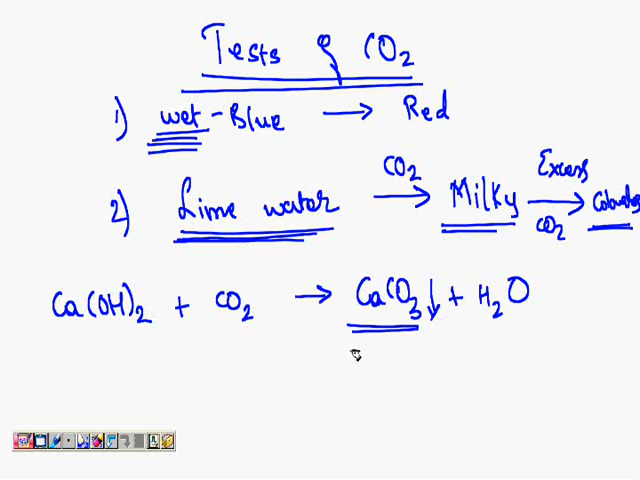 Tests of CO2
1) wet-Blue → Red
2) Lime water CO2 → Milky Excess CO2 →
Ca(OH)2 + CO2 → CaCO3↓ + H2O